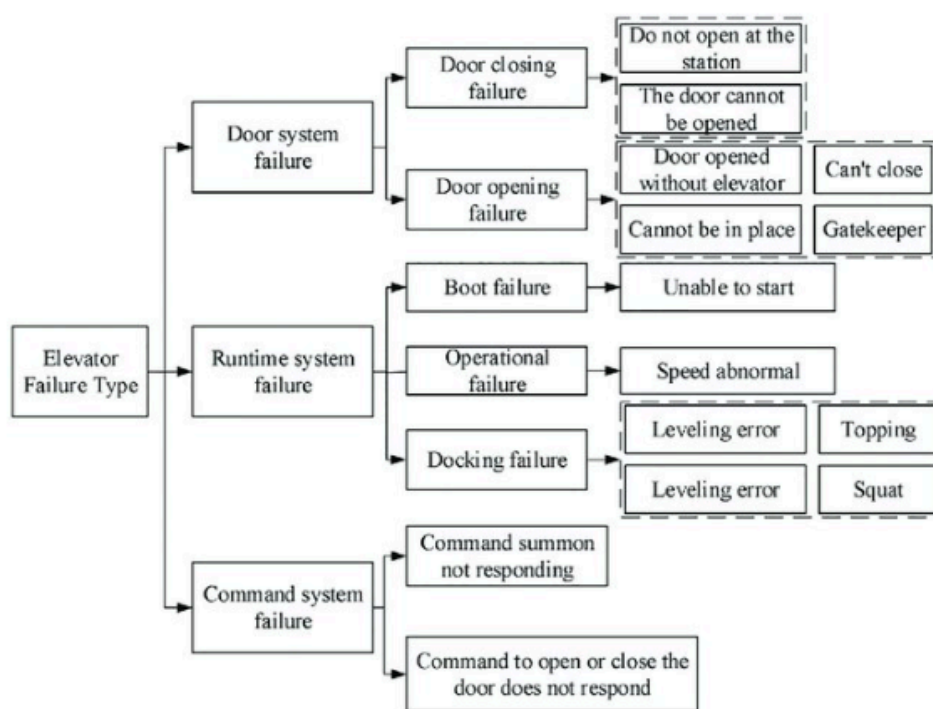 Do not open at the
station
Door closing
failure
The door cannot
be opened
Door system
failure
Door opened
without elevator
Can't close
Door opening
failure
Cannot be in place
Gatekeeper
Boot failure
Unable to start
Elevator
Failure Type
Runtime system
failure
Operational
failure
Speed abnormal
Leveling error
Topping
Docking failure
Leveling error
Squat
Command summon
not responding
Command system
failure
Command to open or close the
door does not respond